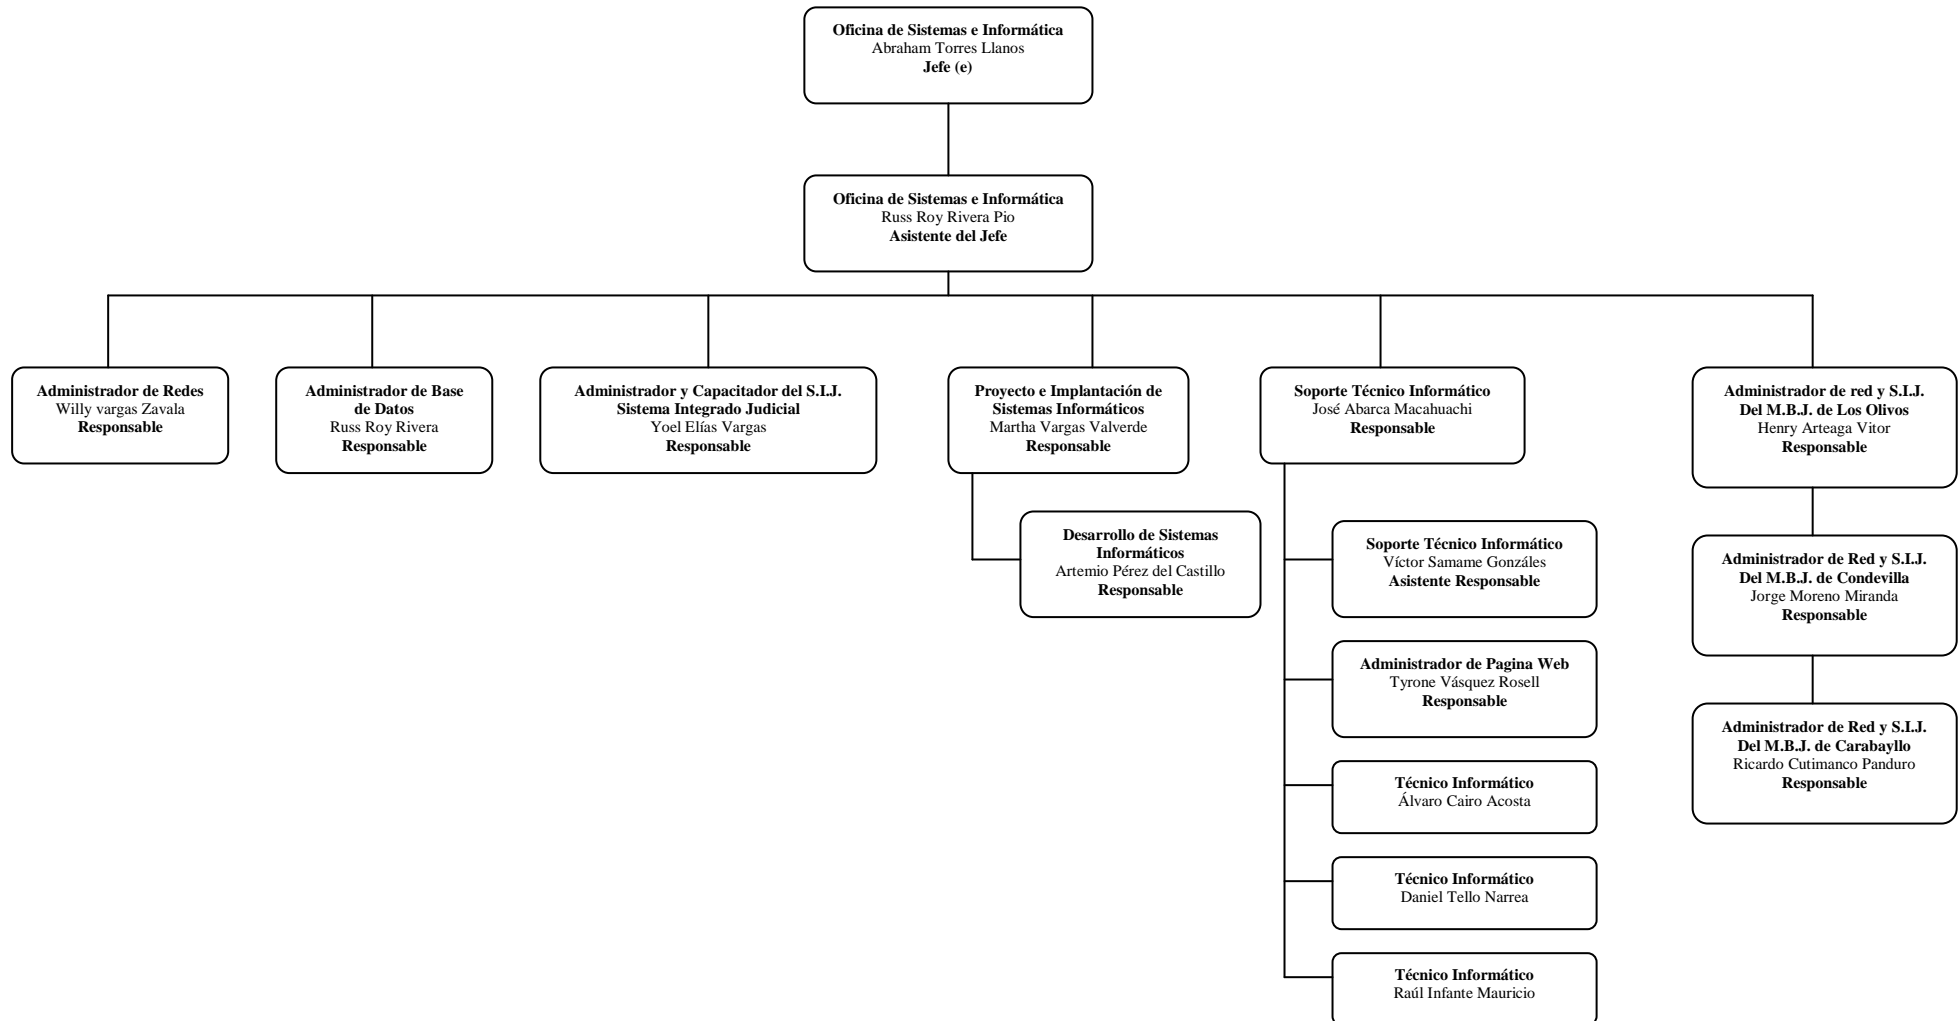 Oficina de Sistemas e Informática
Abraham Torres Llanos
Jefe (e)
Oficina de Sistemas e Informática
Russ Roy Rivera Pio
Asistente del Jefe
Administrador de Redes
Willy vargas Zavala
Responsable
Administrador de Base
de Datos
Russ Roy Rivera
Responsable
Administrador y Capacitador del S.I.J.
Sistema Integrado Judicial
Yoel Elías Vargas
Responsable
Proyecto e Implantación de
Sistemas Informáticos
Martha Vargas Valverde
Responsable
Desarrollo de Sistemas
Informáticos
Artemio Pérez del Castillo
Responsable
Soporte Técnico Informático
José Abarca Macahuachi
Responsable
Soporte Técnico Informático
Víctor Samame Gonzáles
Asistente Responsable
Administrador de Pagina Web
Tyrone Vásquez Rosell
Responsable
Técnico Informático
Álvaro Cairo Acosta
Técnico Informático
Daniel Tello Narrea
Técnico Informático
Raúl Infante Mauricio
Administrador de red y S.I.J.
Del M.B.J. de Los Olivos
Henry Arteaga Vitor
Responsable
Administrador de Red y S.I.J.
Del M.B.J. de Condevilla
Jorge Moreno Miranda
Responsable
Administrador de Red y S.I.J.
Del M.B.J. de Carabayllo
Ricardo Cutimanco Panduro
Responsable